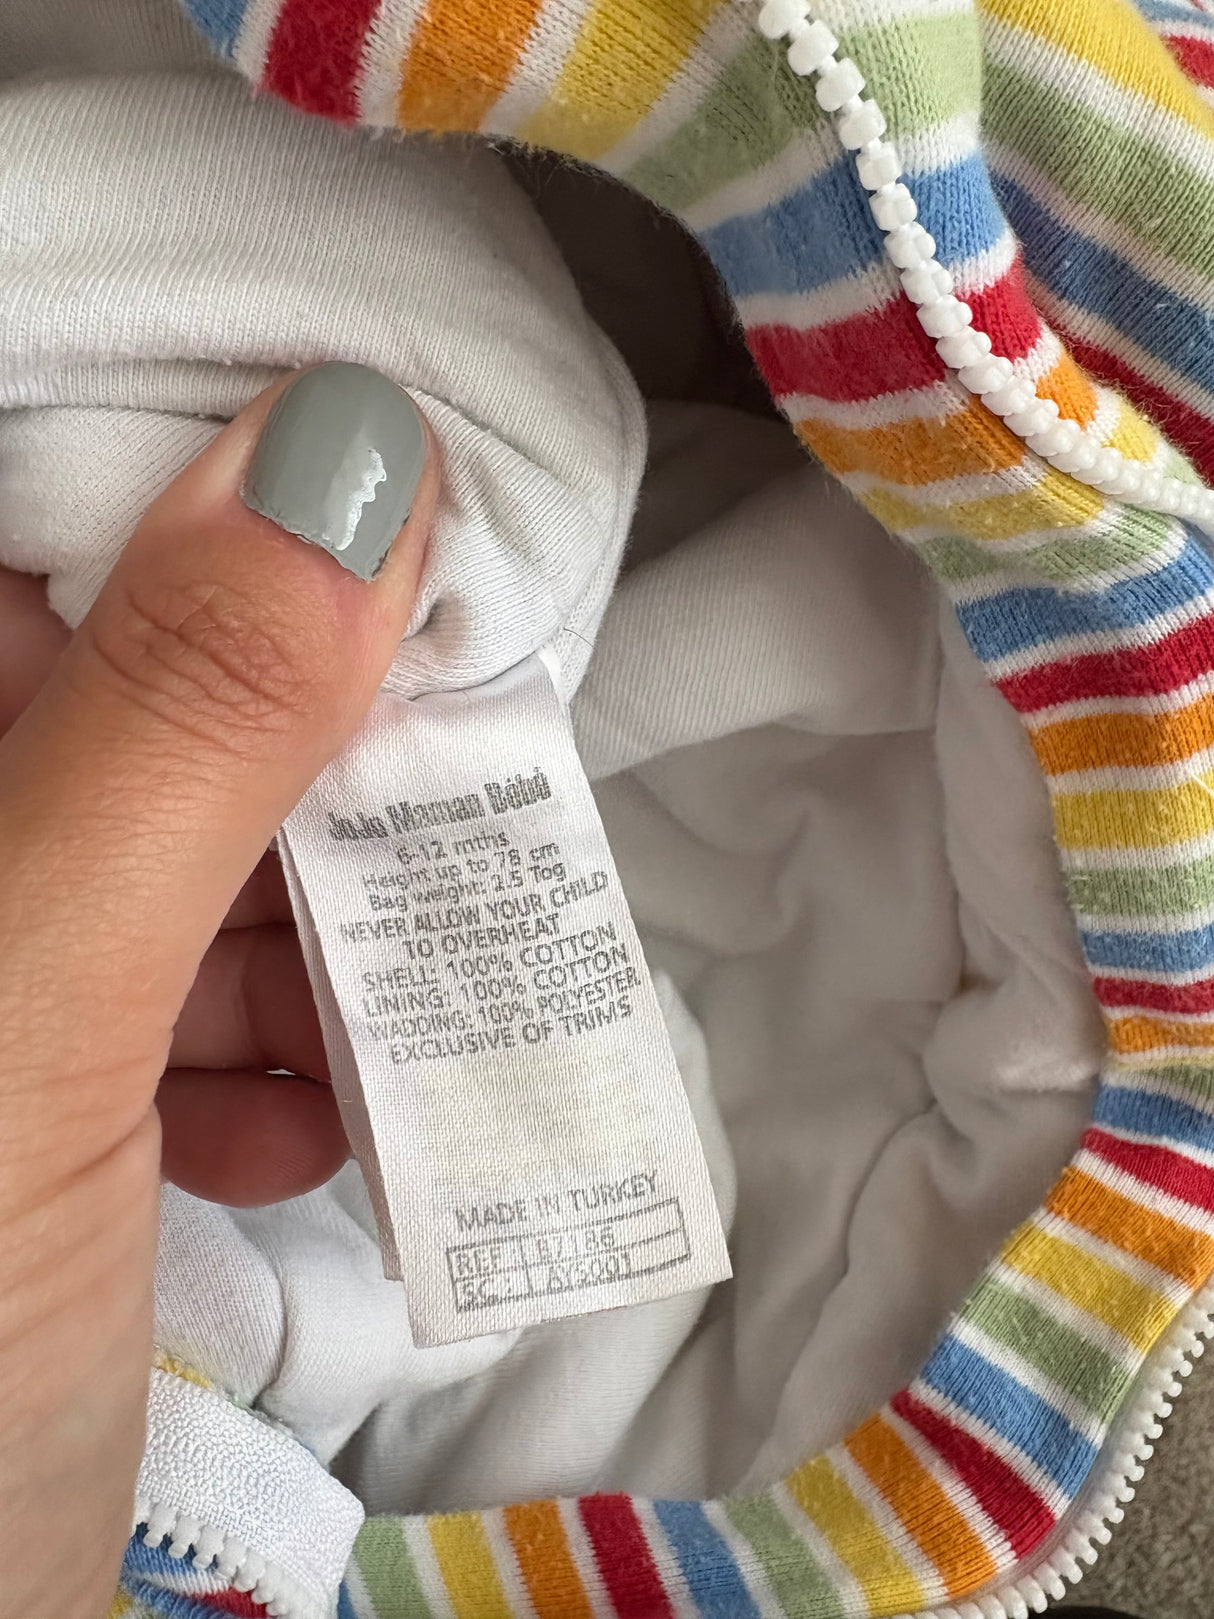 JoJo Maman Bébé
6-12 mths
Height up to 78 cm
Bag weight: 2.5 Tog
NEVER ALLOW YOUR CHILD
TO OVERHEAT
SHELL: 100% COTTON
LINING: 100% COTTON
WADDING: 100% POLYESTER
EXCLUSIVE OF TRIMS
MADE IN TURKEY
REF
SC.: